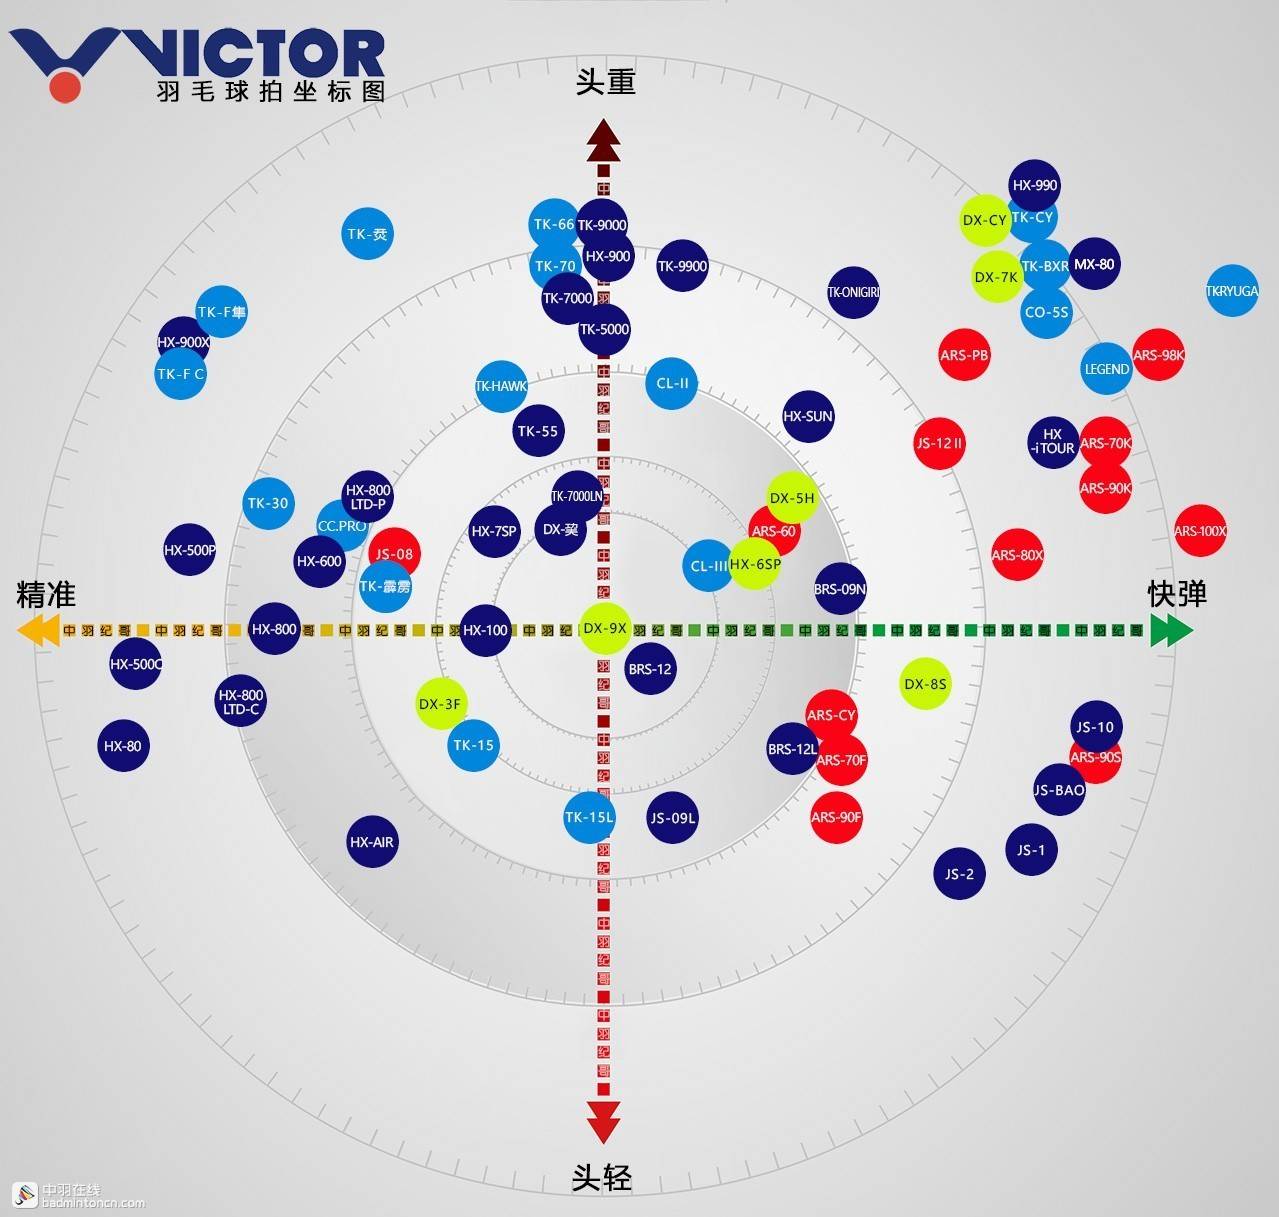 VICTOR
羽毛球拍坐标图
头重
HX-990
DX-CY
TK-CY
TK-66
TK-9000
TK-炎
HX-900
TK-70
TK-9900
TK-BXR
MX-80
DX-7K
TK-ONIGIRI
TKRYUGA
TK-7000
TK-F隼
CO-5S
TK-5000
HX-900X
ARS-PB
ARS-98K
LEGEND
TK-F C
TK-HAWK
CL-II
HX-SUN
TK-55
JS-12 II
HX
-iTOUR
ARS-70K
ARS-90K
HX-800
LTD-P
TK-7000LN
DX-5H
TK-30
CC.PRO
HX-7SP
ARS-60
ARS-100X
HX-500P
JS-08
ARS-80X
HX-600
CL-III
HX-6SP
TK-霹雳
BRS-09N
精准
快弹
中羽纪哥
HX-800
HX-100
DX-9X
HX-500C
BRS-12
DX-8S
HX-800
LTD-C
DX-3F
ARS-CY
JS-10
HX-80
TK-15
BRS-12L
ARS-70F
ARS-90S
JS-BAO
TK-15L
JS-09L
ARS-90F
HX-AIR
JS-1
JS-2
头轻
中羽在线
badmintoncn.com